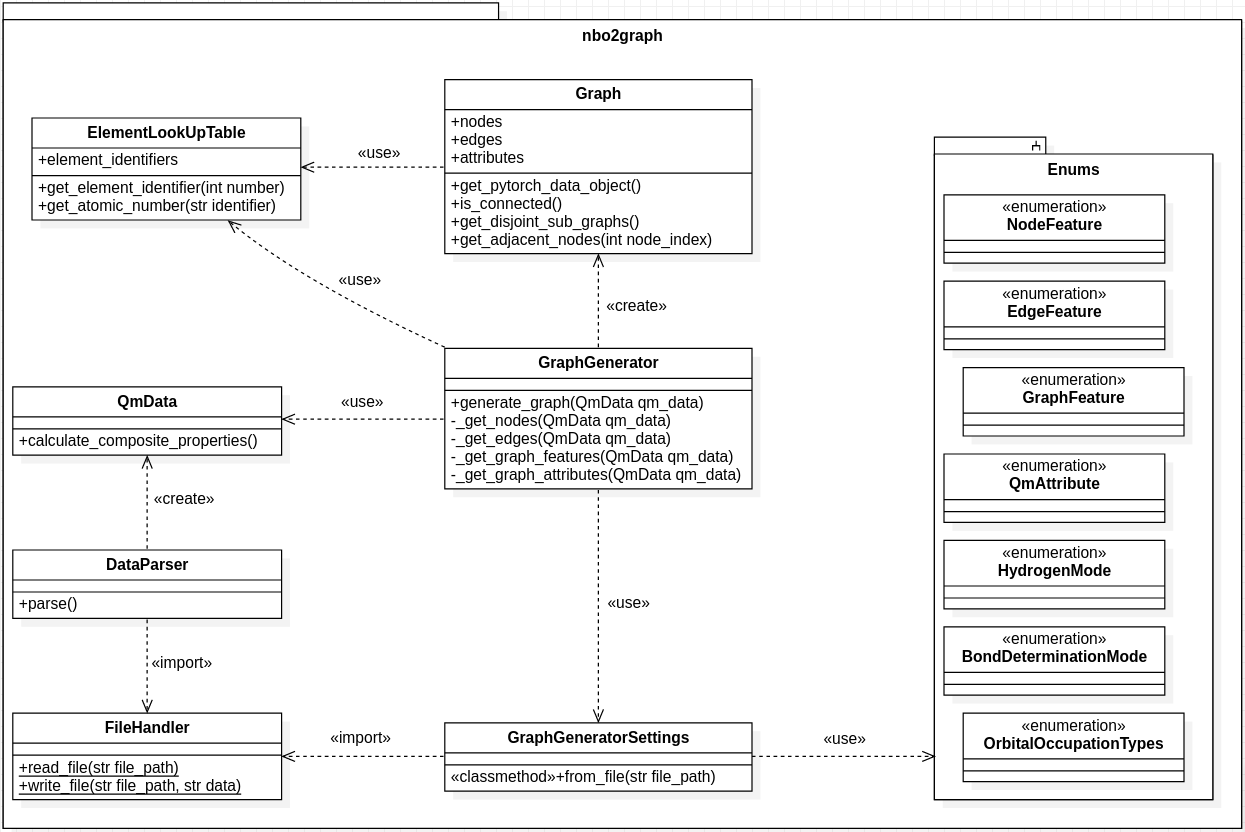 nbo2graph
Graph
+nodes
+edges
+attributes
+get_pytorch_data_object()
+is_connected()
+get_disjoint_sub_graphs()
+get_adjacent_nodes(int node_index)
«use»
ElementLookUpTable
+element_identifiers
+get_element_identifier(int number)
+get_atomic_number(str identifier)
«use»
«create»
GraphGenerator
+generate_graph(QmData qm_data)
-_get_nodes(QmData qm_data)
-_get_edges(QmData qm_data)
-_get_graph_features(QmData qm_data)
-_get_graph_attributes(QmData qm_data)
«use»
QmData
+calculate_composite_properties()
«create»
DataParser
+parse()
«import»
FileHandler
+read_file(str file_path)
+write_file(str file_path, str data)
«use»
«import»
GraphGeneratorSettings
«classmethod»+from_file(str file_path)
«use»
Enums
«enumeration»
NodeFeature
«enumeration»
EdgeFeature
«enumeration»
GraphFeature
«enumeration»
QmAttribute
«enumeration»
HydrogenMode
«enumeration»
BondDeterminationMode
«enumeration»
OrbitalOccupationTypes